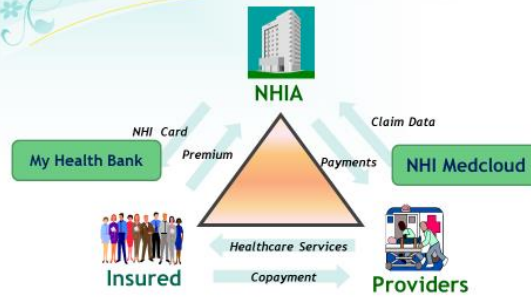 NHIA
NHI Card
Claim Data
My Health Bank
Premium
Payments
NHI Medcloud
Healthcare Services
Insured
Copayment
Providers